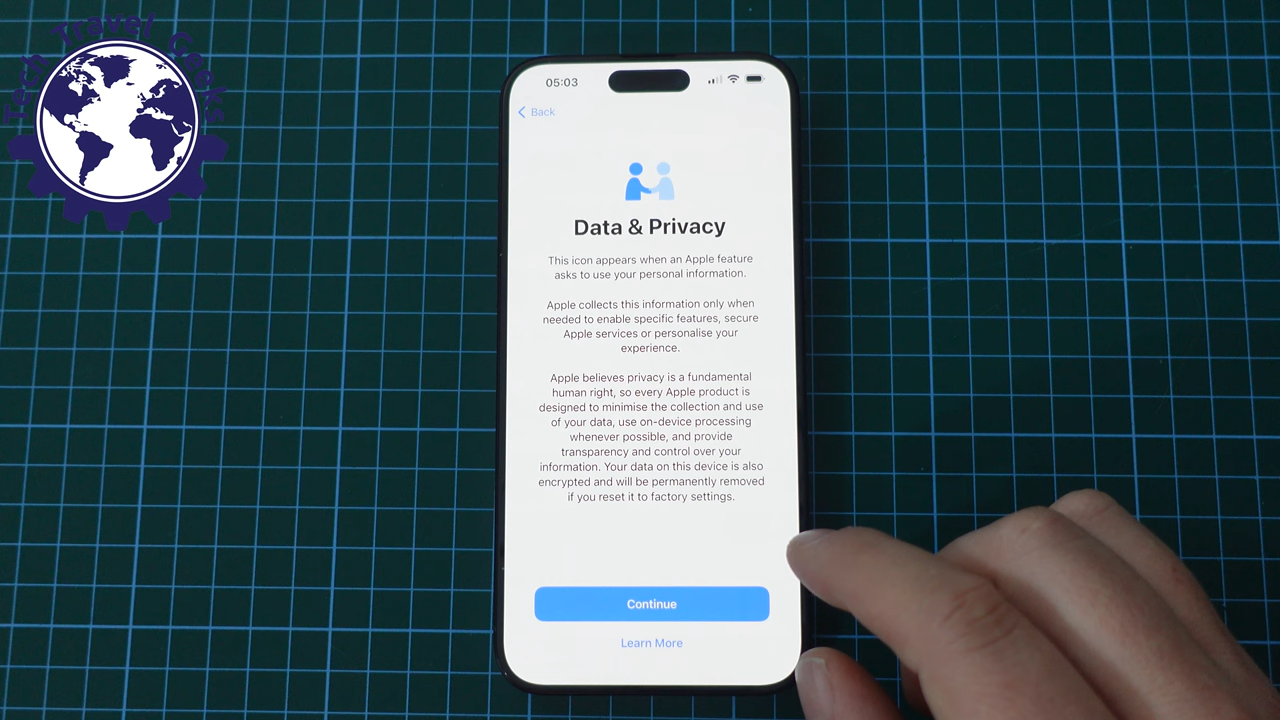 Tech Travel Geeks
05:03
Back
Data & Privacy
This icon appears when an Apple feature
asks to use your personal information.
Apple collects this information only when
needed to enable specific features, secure
Apple services or personalise your
experience.
Apple believes privacy is a fundamental
human right, so every Apple product is
designed to minimise the collection and use
of your data, use on-device processing
whenever possible, and provide
transparency and control over your
information. Your data on this device is also
encrypted and will be permanently removed
if you reset it to factory settings.
Continue
Learn More